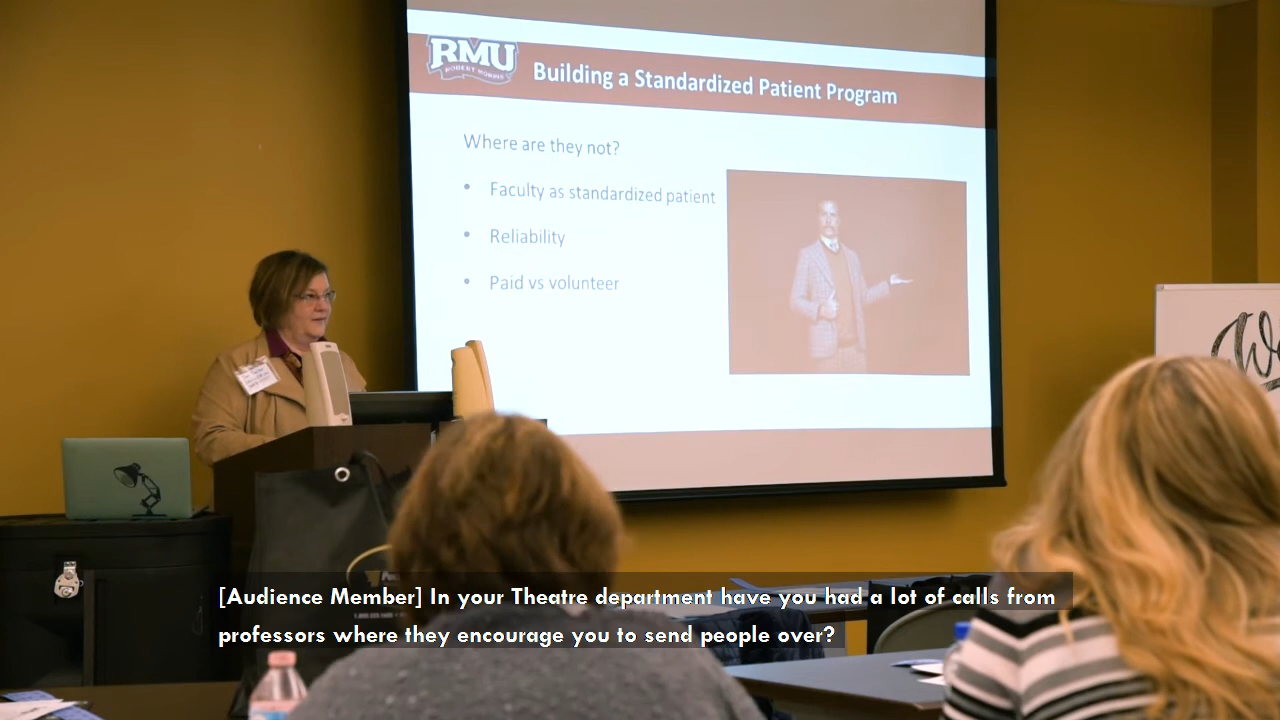 RMU
ROBERT MORRIS
Building a Standardized Patient Program
Where are they not?
• Faculty as standardized patient
• Reliability
• Paid vs volunteer
[Audience Member] In your Theatre department have you had a lot of calls from
professors where they encourage you to send people over?